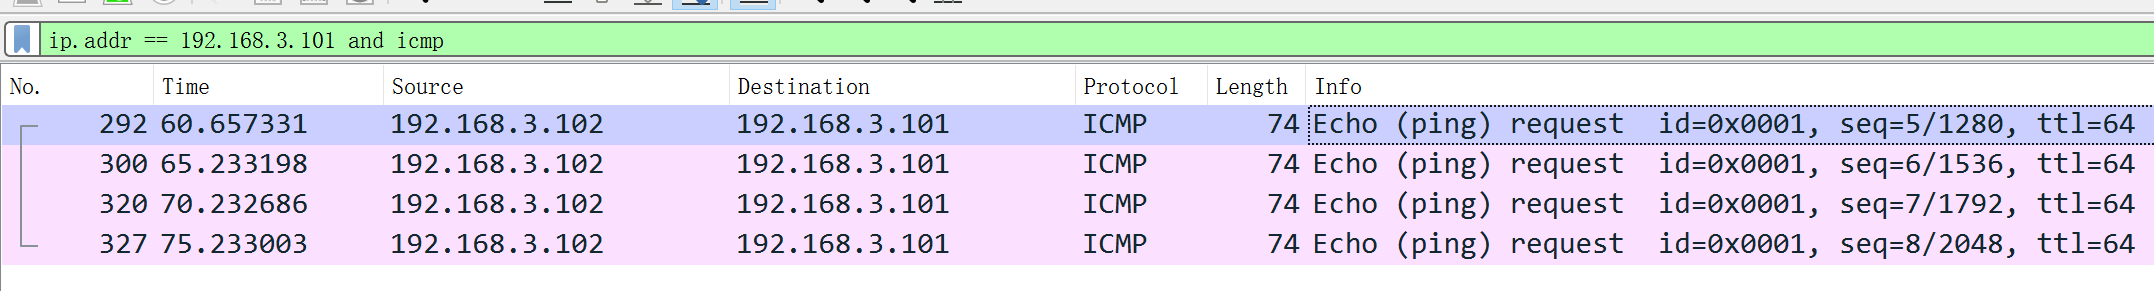 ip.addr == 192.168.3.101 and icmp
No. Time Source Destination Protocol Length Info
292 60.657331 192.168.3.102 192.168.3.101 ICMP 74 Echo (ping) request id=0x0001, seq=5/1280, ttl=64
300 65.233198 192.168.3.102 192.168.3.101 ICMP 74 Echo (ping) request id=0x0001, seq=6/1536, ttl=64
320 70.232686 192.168.3.102 192.168.3.101 ICMP 74 Echo (ping) request id=0x0001, seq=7/1792, ttl=64
327 75.233003 192.168.3.102 192.168.3.101 ICMP 74 Echo (ping) request id=0x0001, seq=8/2048, ttl=64